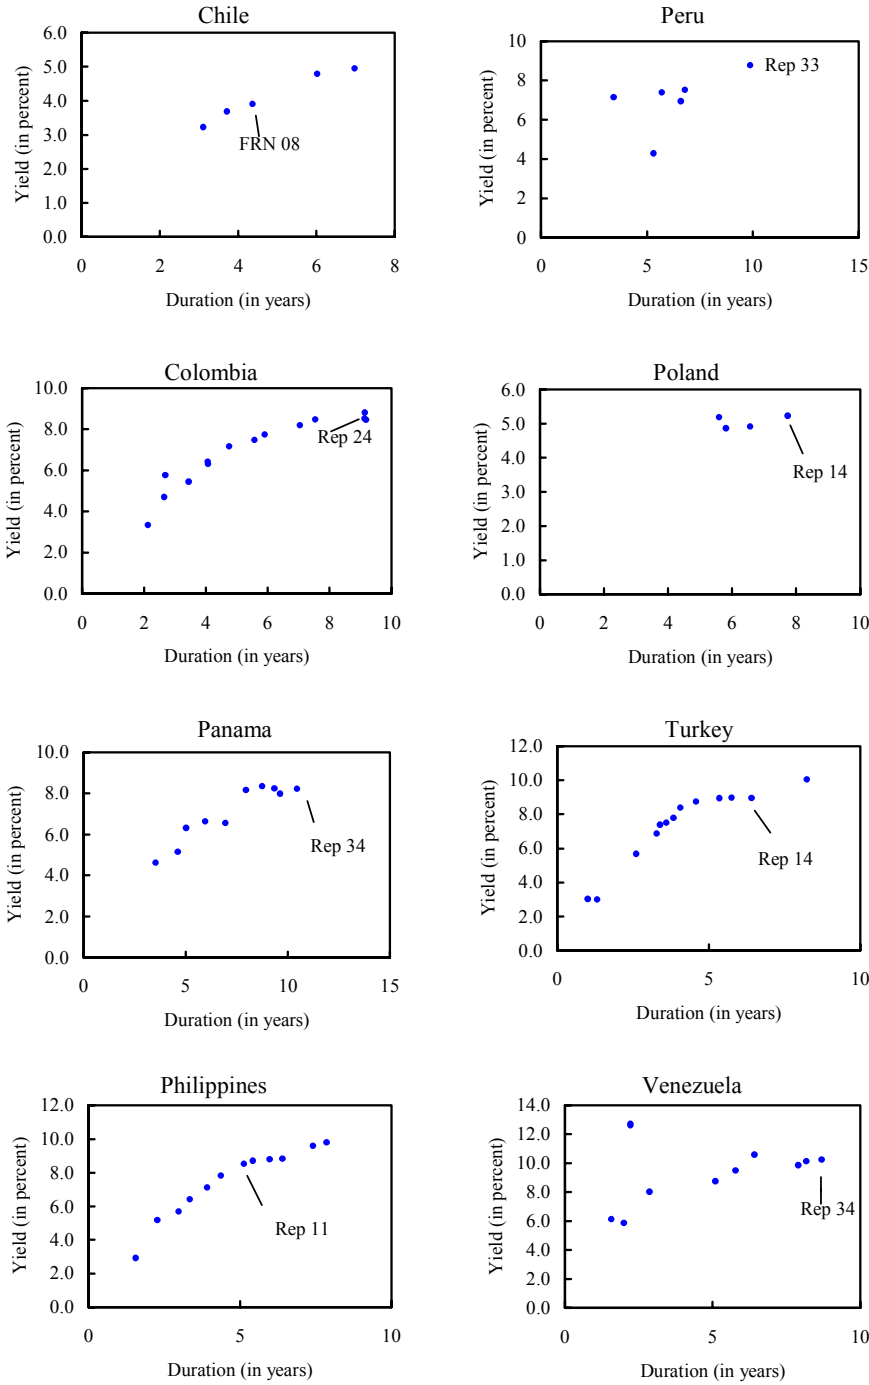 Chile
Yield (in percent)
6.0
5.0
4.0
3.0
2.0
1.0
0.0
FRN 08
0 2 4 6 8
Duration (in years)
Peru
Yield (in percent)
10
8
6
4
2
0
Rep 33
0 5 10 15
Duration (in years)
Colombia
Yield (in percent)
10.0
8.0
6.0
4.0
2.0
0.0
Rep 24
0 2 4 6 8 10
Duration (in years)
Poland
Yield (in percent)
6.0
5.0
4.0
3.0
2.0
1.0
0.0
Rep 14
0 2 4 6 8 10
Duration (in years)
Panama
Yield (in percent)
10.0
8.0
6.0
4.0
2.0
0.0
Rep 34
0 5 10 15
Duration (in years)
Turkey
Yield (in percent)
12.0
10.0
8.0
6.0
4.0
2.0
0.0
Rep 14
0 5 10
Duration (in years)
Philippines
Yield (in percent)
12.0
10.0
8.0
6.0
4.0
2.0
0.0
Rep 11
0 5 10
Duration (in years)
Venezuela
Yield (in percent)
14.0
12.0
10.0
8.0
6.0
4.0
2.0
0.0
Rep 34
0 5 10
Duration (in years)